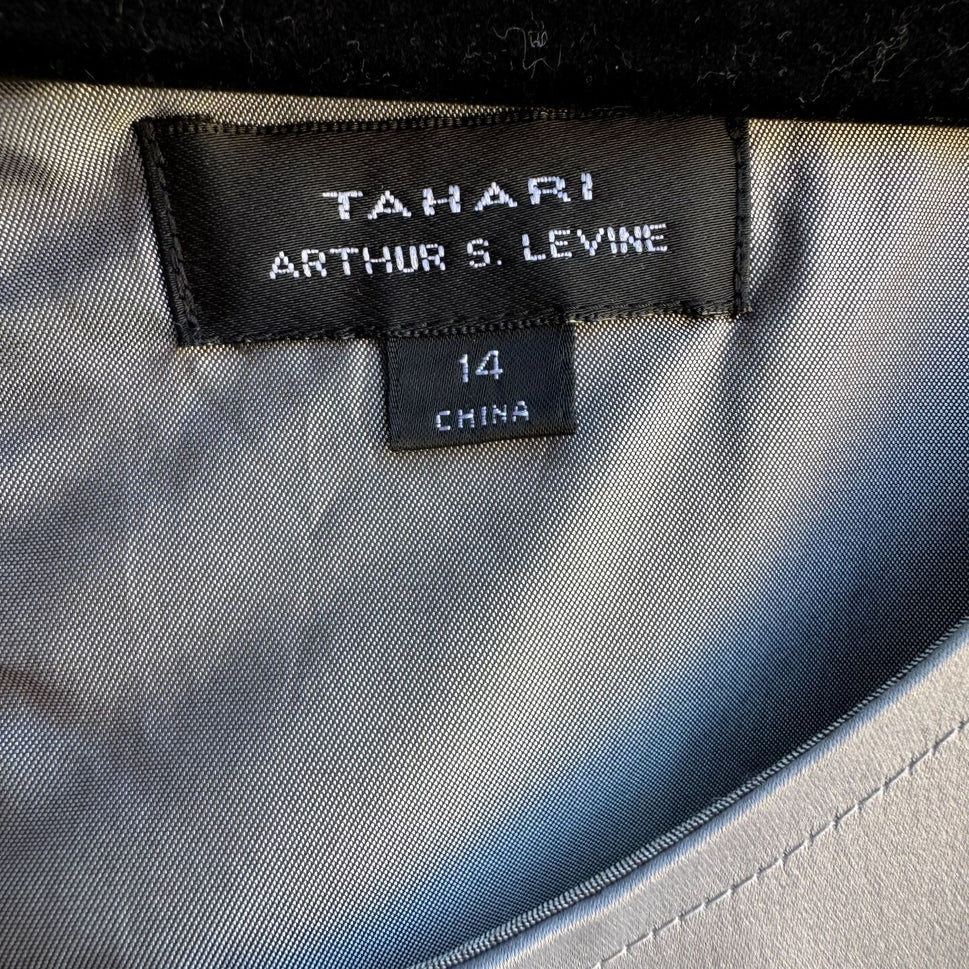 TAHARI
ARTHUR S. LEVINE
14
CHINA